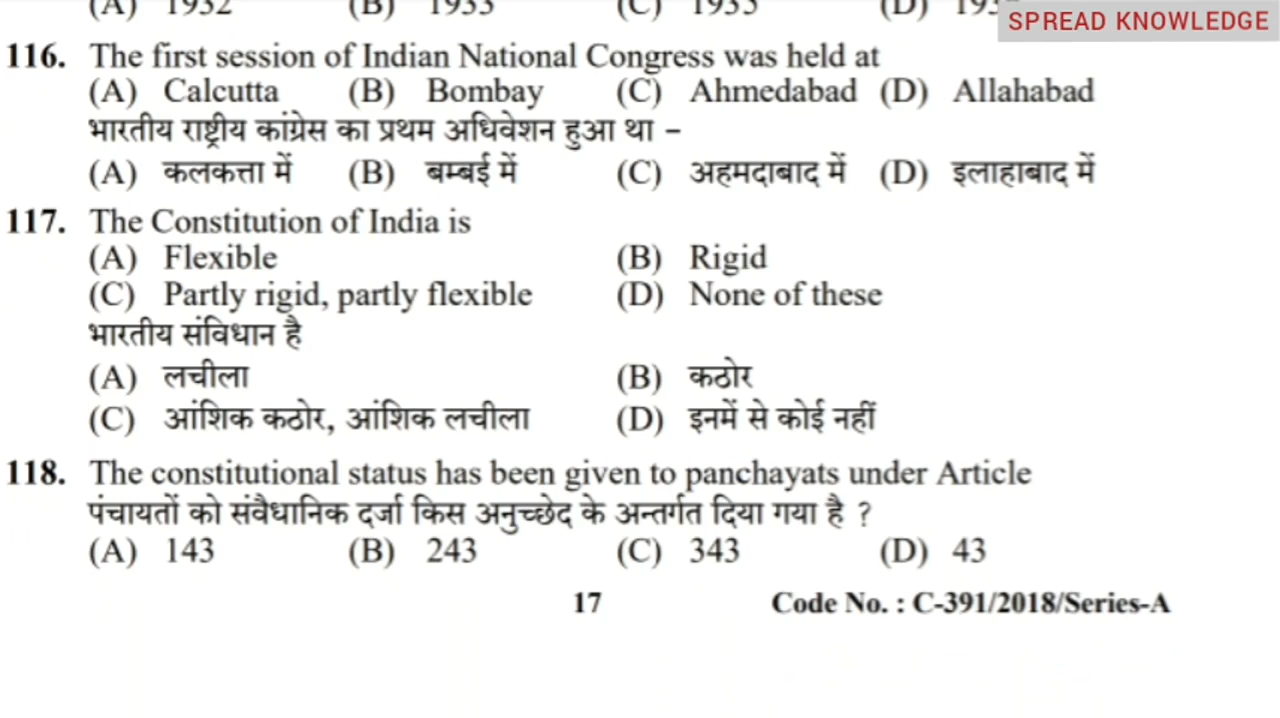 (A) 1932 (B) 1933 (C) 1935 (D)
SPREAD KNOWLEDGE
116. The first session of Indian National Congress was held at
(A) Calcutta (B) Bombay (C) Ahmedabad (D) Allahabad
भारतीय राष्ट्रीय कांग्रेस का प्रथम अधिवेशन हुआ था –
(A) कलकत्ता में (B) बम्बई में (C) अहमदाबाद में (D) इलाहाबाद में
117. The Constitution of India is
(A) Flexible (B) Rigid
(C) Partly rigid, partly flexible (D) None of these
भारतीय संविधान है
(A) लचीला (B) कठोर
(C) आंशिक कठोर, आंशिक लचीला (D) इनमें से कोई नहीं
118. The constitutional status has been given to panchayats under Article
पंचायतों को संवैधानिक दर्जा किस अनुच्छेद के अन्तर्गत दिया गया है ?
(A) 143 (B) 243 (C) 343 (D) 43
17 Code No. : C-391/2018/Series-A